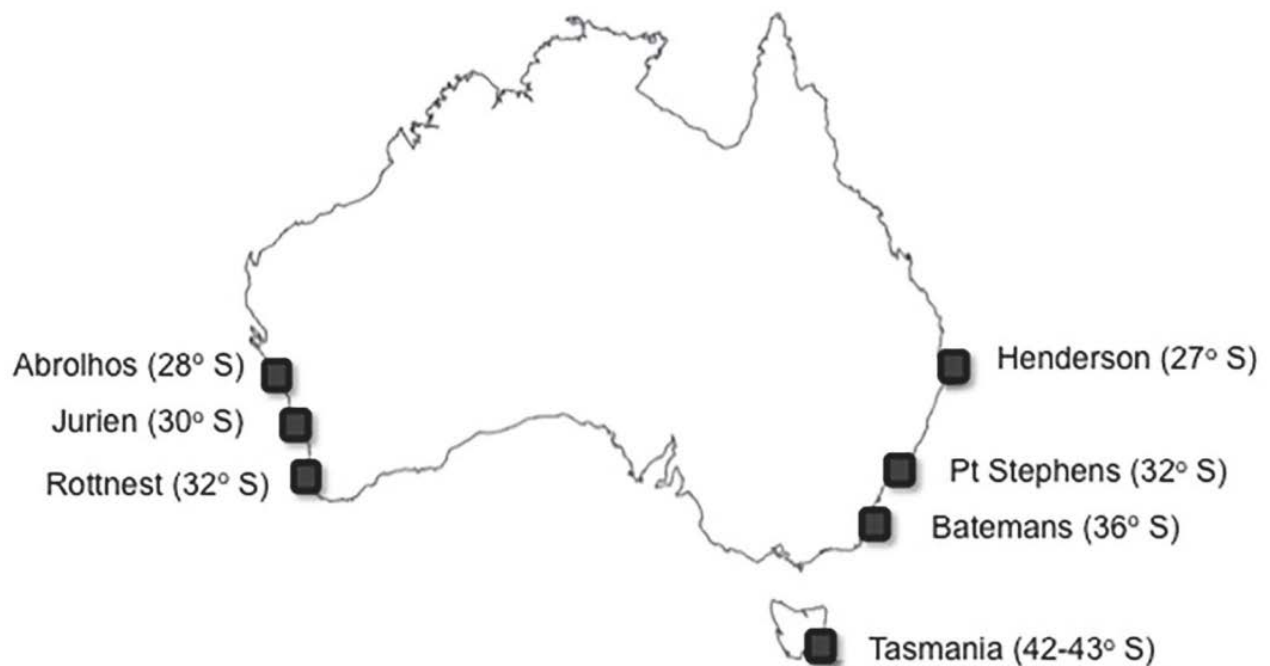 Abrolhos (28° S)
Jurien (30° S)
Rottnest (32° S)
Henderson (27° S)
Pt Stephens (32° S)
Batemans (36° S)
Tasmania (42-43° S)